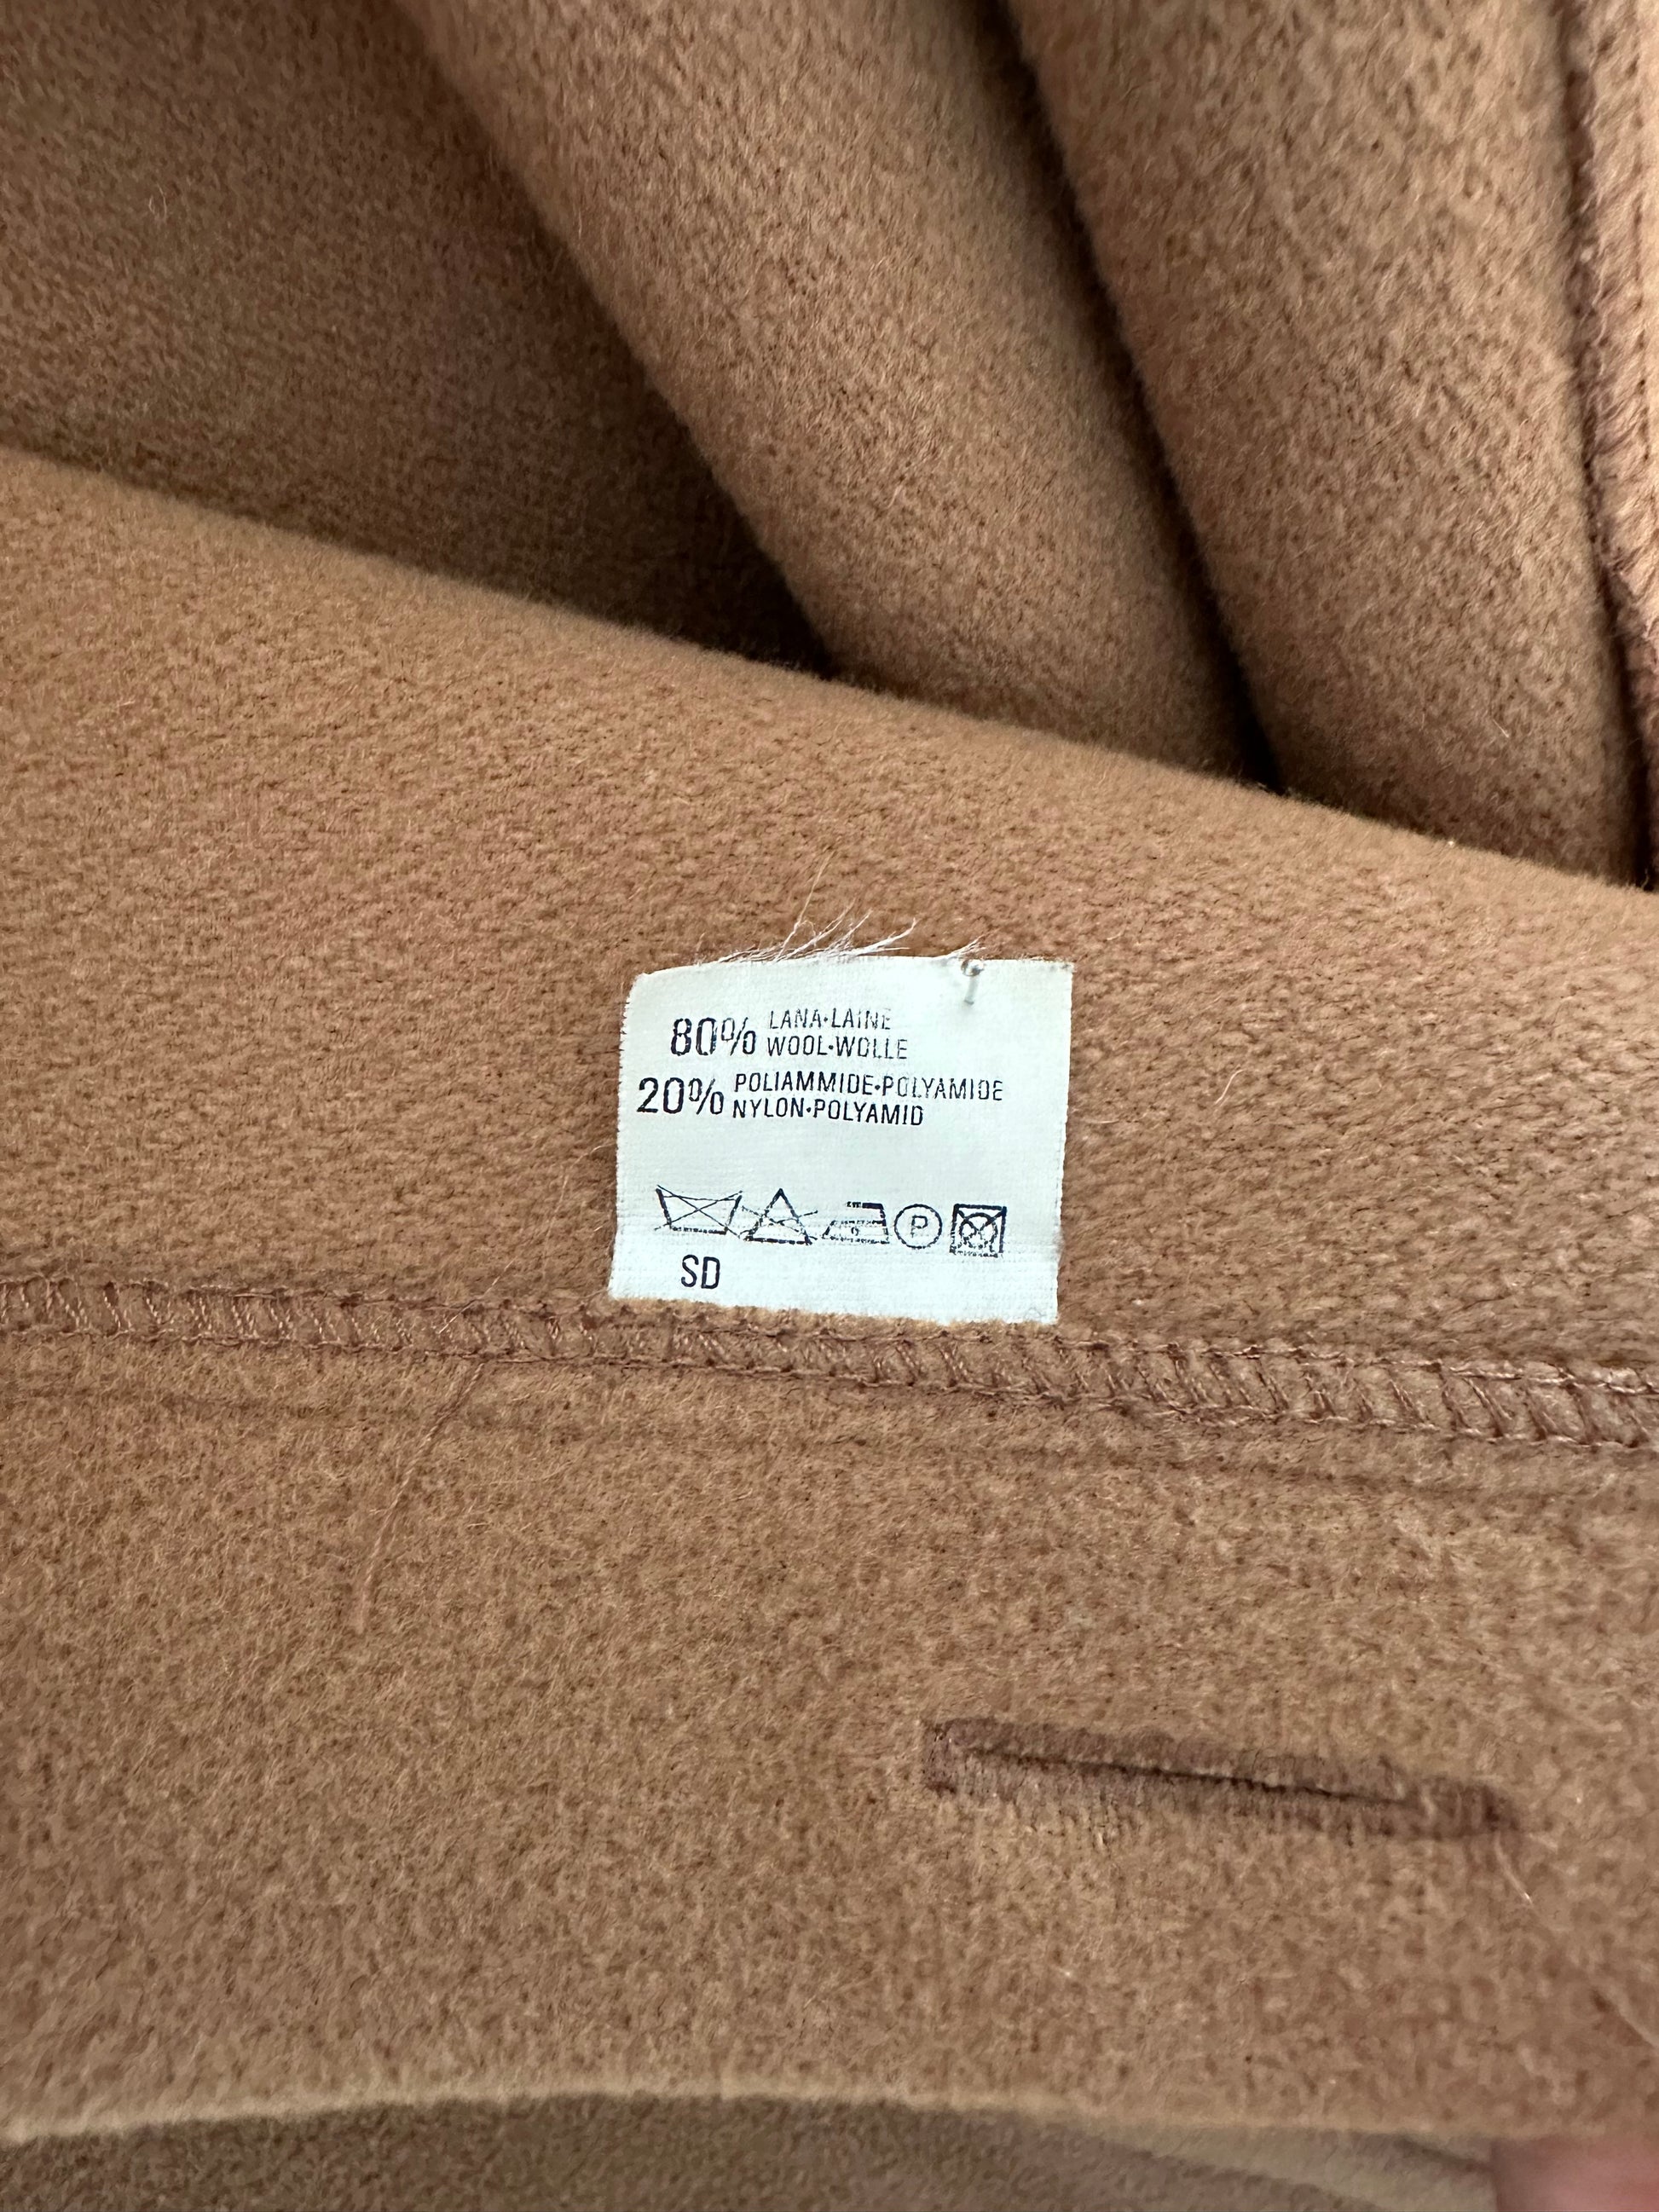 80% LANA•LAINE
WOOL•WOLLE
20% POLIAMMIDE•POLYAMIDE
NYLON•POLYAMID
P
SD